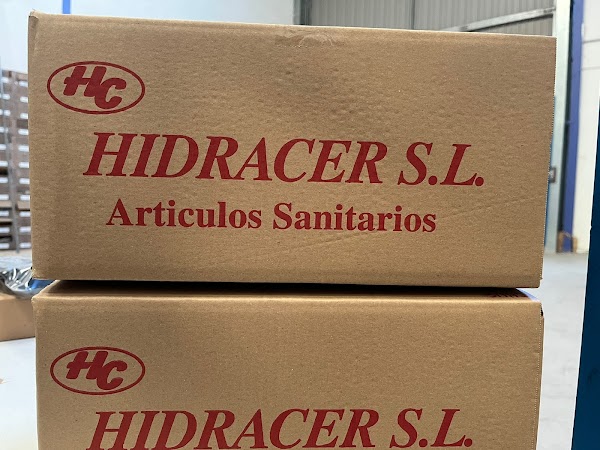 HC
HIDRACER S.L.
Articulos Sanitarios
HC
HIDRACER S.L.